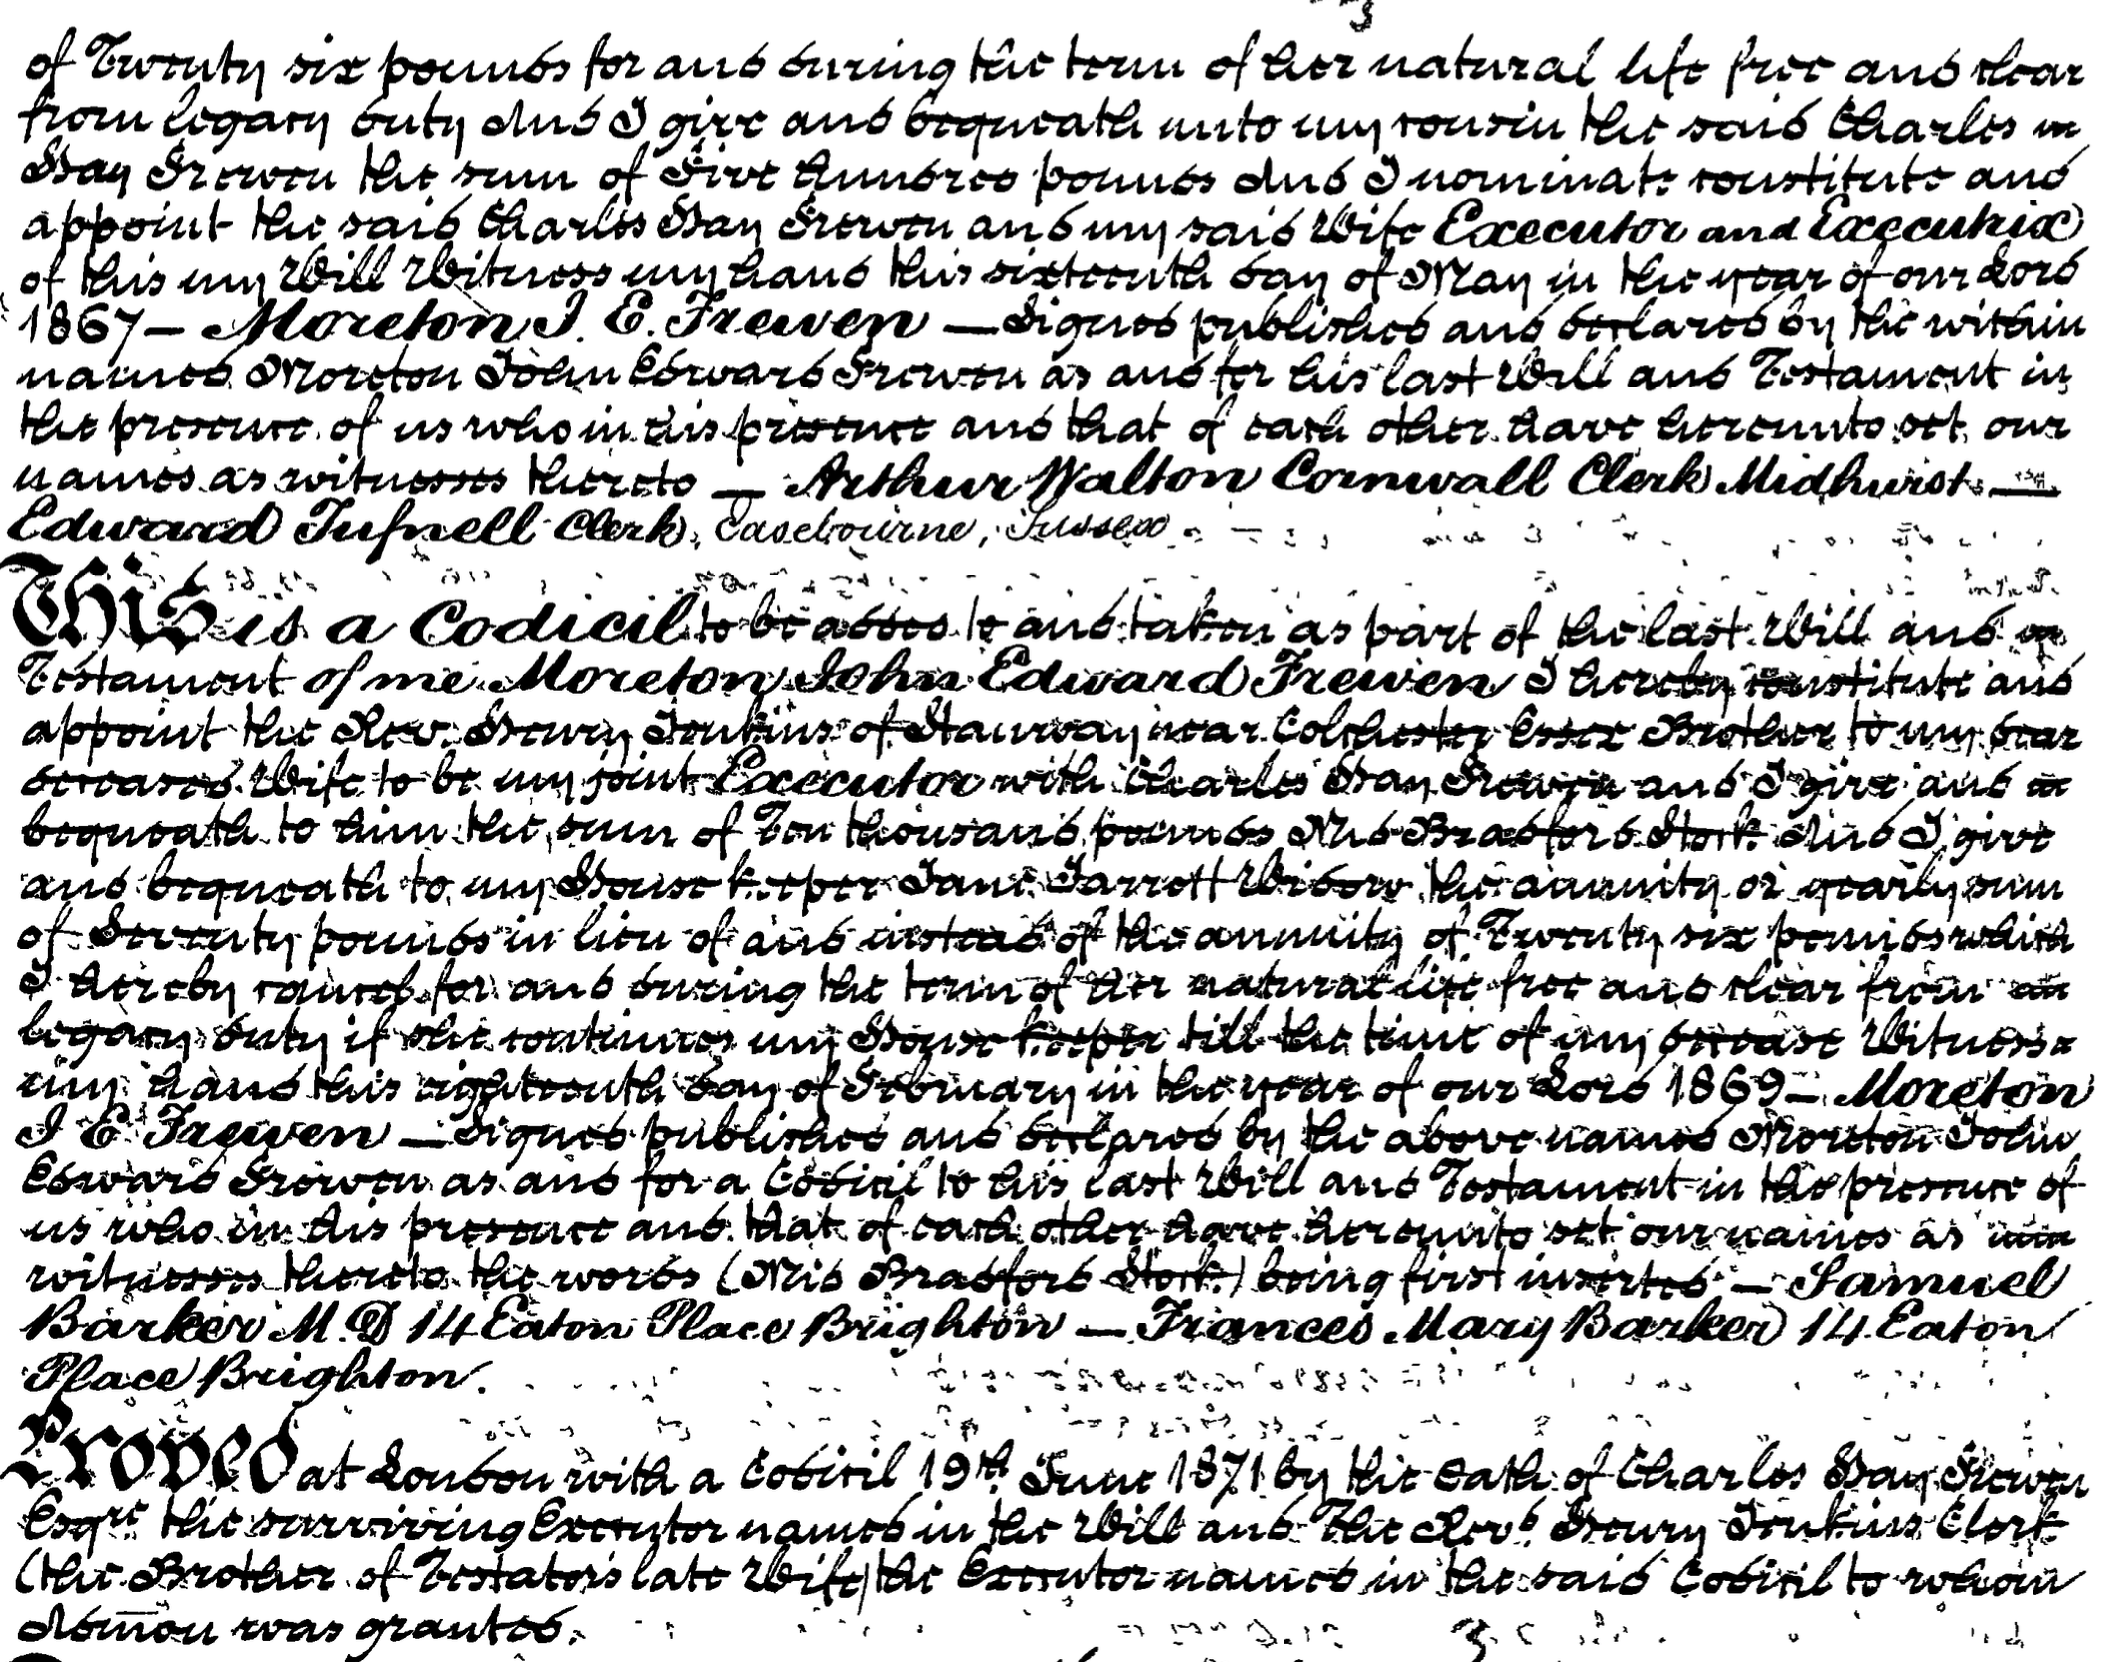 of Twenty six pounds for and during the term of her natural life free and clear
from legacy duty And I give and bequeath unto my cousin the said Charles
Hay Frewen the sum of Five hundred pounds And I nominate constitute and
appoint the said Charles Hay Frewen and my said Wife Executor and Executrix
of this my Will Witness my hand this sixteenth day of May in the year of our Lord
1867 — Moreton J. E. Frewen — Signed published and declared by the within
named Moreton John Edward Frewen as and for his last Will and Testament in
the presence of us who in his presence and that of each other have hereunto set our
names as witnesses thereto — Arthur Walton Cornwall Clerk Midhurst —
Edward Tufnell Clerk, Easebourne, Sussex
This is a Codicil to be added to and taken as part of the last Will and
Testament of me Moreton John Edward Frewen I hereby constitute and
appoint the Rev. Henry Jenkins of Stanway near Colchester Essex Brother to my dear
deceased Wife to be my joint Executor with Charles Hay Frewen and I give and
bequeath to him the sum of Ten thousand pounds Mid Bradford Stock And I give
and bequeath to my House keeper Jane Jarrett Widow the annuity or yearly sum
of Seventy pounds in lieu of and instead of the annuity of Twenty six pounds which
I hereby cancel for and during the term of her natural life free and clear from
legacy duty if she continues my House keeper till the time of my decease Witness
my hand this eighteenth day of February in the year of our Lord 1869 — Moreton
J E Frewen — Signed published and declared by the above named Moreton John
Edward Frewen as and for a Codicil to his last Will and Testament in the presence of
us who in his presence and that of each other have hereunto set our names as
witnesses thereto the words (Mid Bradford Stock) being first inserted — Samuel
Barker M.D 14 Eaton Place Brighton — Frances Mary Barker 14 Eaton
Place Brighton.
Proved at London with a Codicil 19th June 1871 by the Oath of Charles Hay Frewen
Esqre the surviving Executor named in the Will and The Revd Henry Jenkins Clerk
(the Brother of Testators late Wife) the Executor named in the said Codicil to whom
Admon was granted.